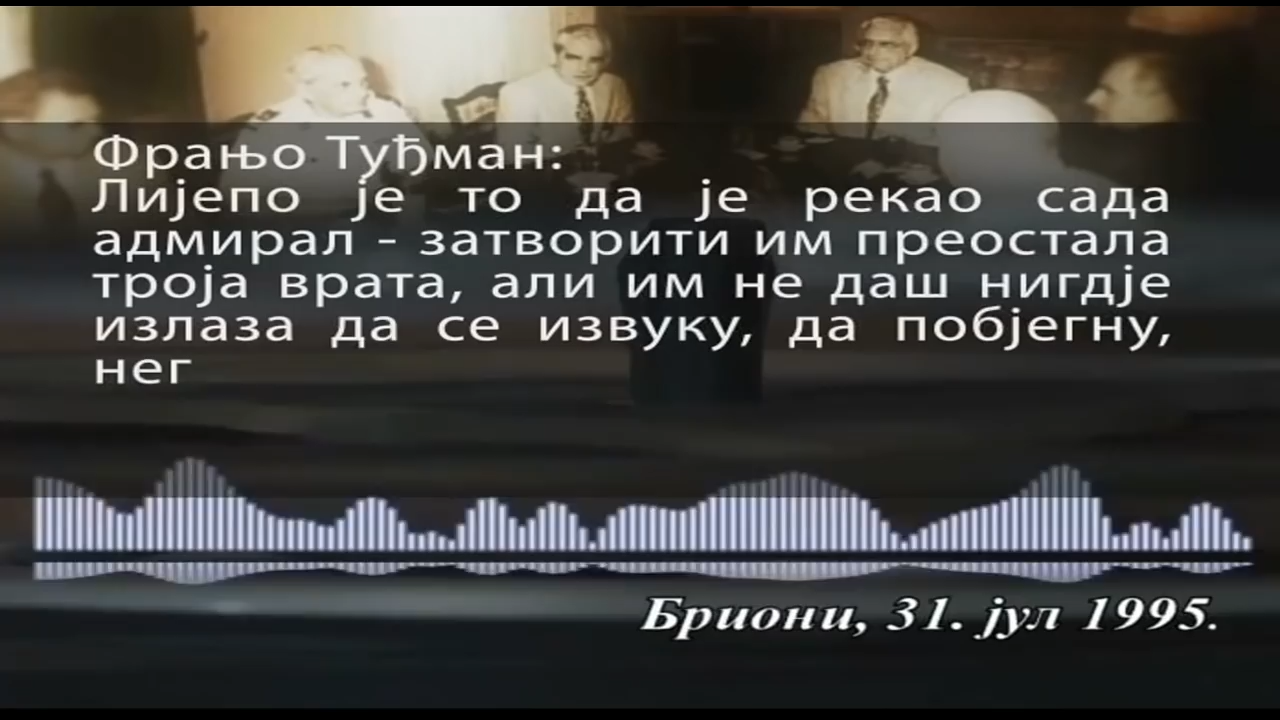 Фрањо Туђман:
Лијепо је то да је рекао сада
адмирал - затворити им преостала
троја врата, али им не даш нигдје
излаза да се извуку, да побјегну,
нег
Бриони, 31. јул 1995.